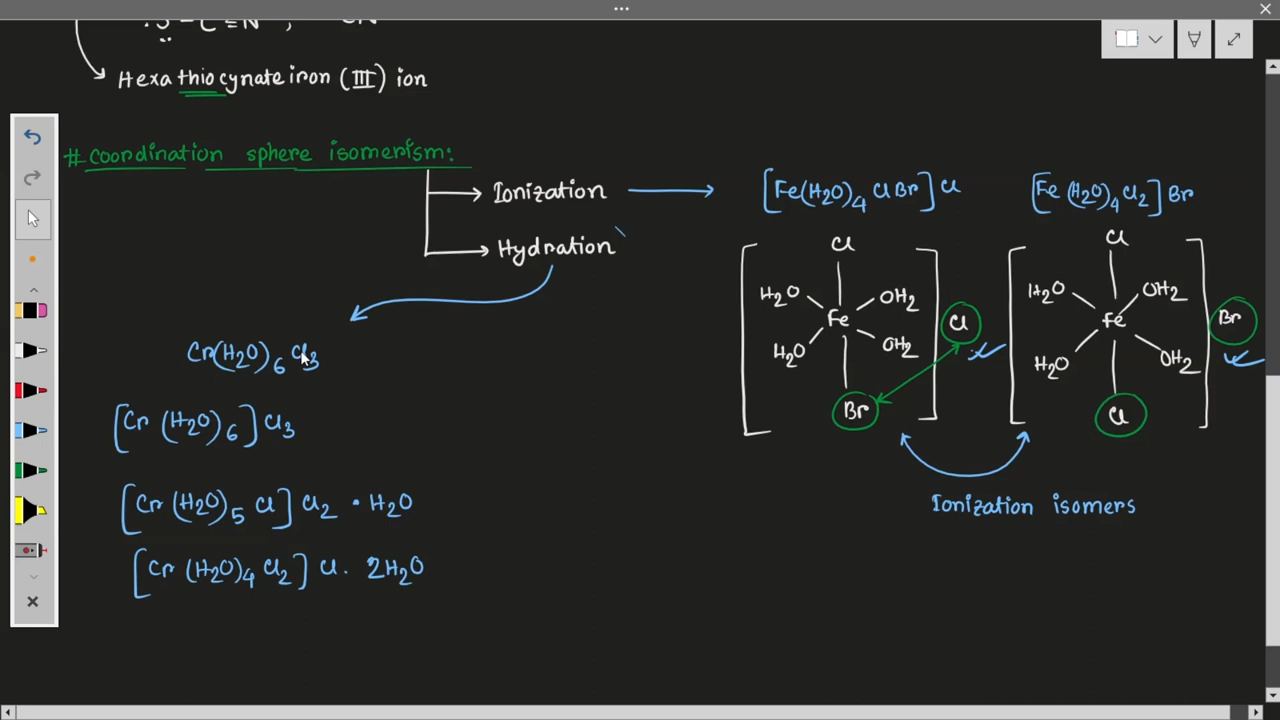 :S - C ≡ N ,
Hexa thio cynate iron (III) ion
# coordination sphere isomerism:
Ionization
Hydration
[Fe(H₂O)₄ Cl Br] Cl
[Fe (H₂O)₄ Cl₂] Br
Cl
H₂O OH₂
Fe
H₂O OH₂
Br
Cl
Cl
H₂O OH₂
Fe
H₂O OH₂
Cl
Br
Ionization isomers
Cr(H₂O)₆ Cl₃
[Cr (H₂O)₆] Cl₃
[Cr (H₂O)₅ Cl] Cl₂ · H₂O
[Cr (H₂O)₄ Cl₂] Cl. 2H₂O